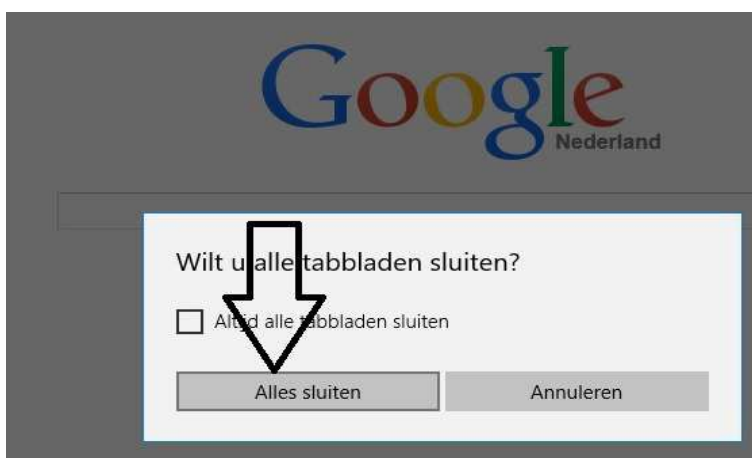 Google
Nederland
Wilt u alle tabbladen sluiten?
Altijd alle tabbladen sluiten
Alles sluiten
Annuleren